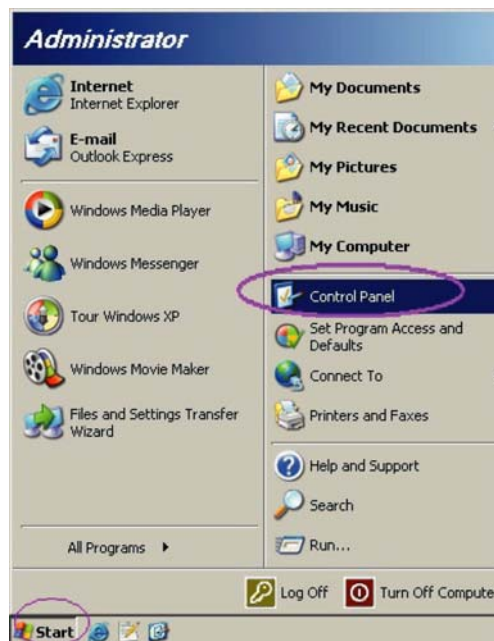 Administrator
Internet
Internet Explorer
E-mail
Outlook Express
Windows Media Player
Windows Messenger
Tour Windows XP
Windows Movie Maker
Files and Settings Transfer
Wizard
All Programs
My Documents
My Recent Documents
My Pictures
My Music
My Computer
Control Panel
Set Program Access and
Defaults
Connect To
Printers and Faxes
Help and Support
Search
Run...
Log Off
Turn Off Compute
Start